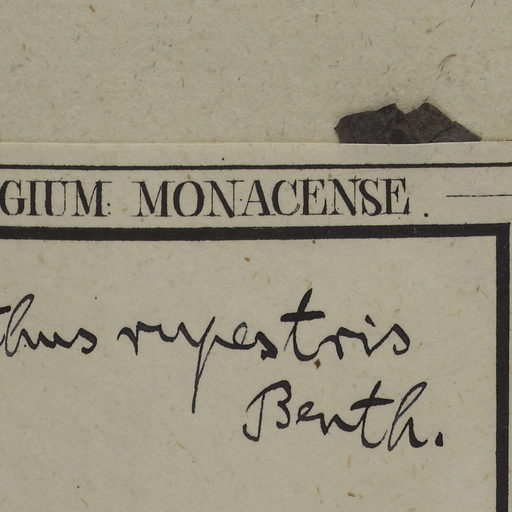 GIUM MONACENSE.
thus rupestris
Benth.